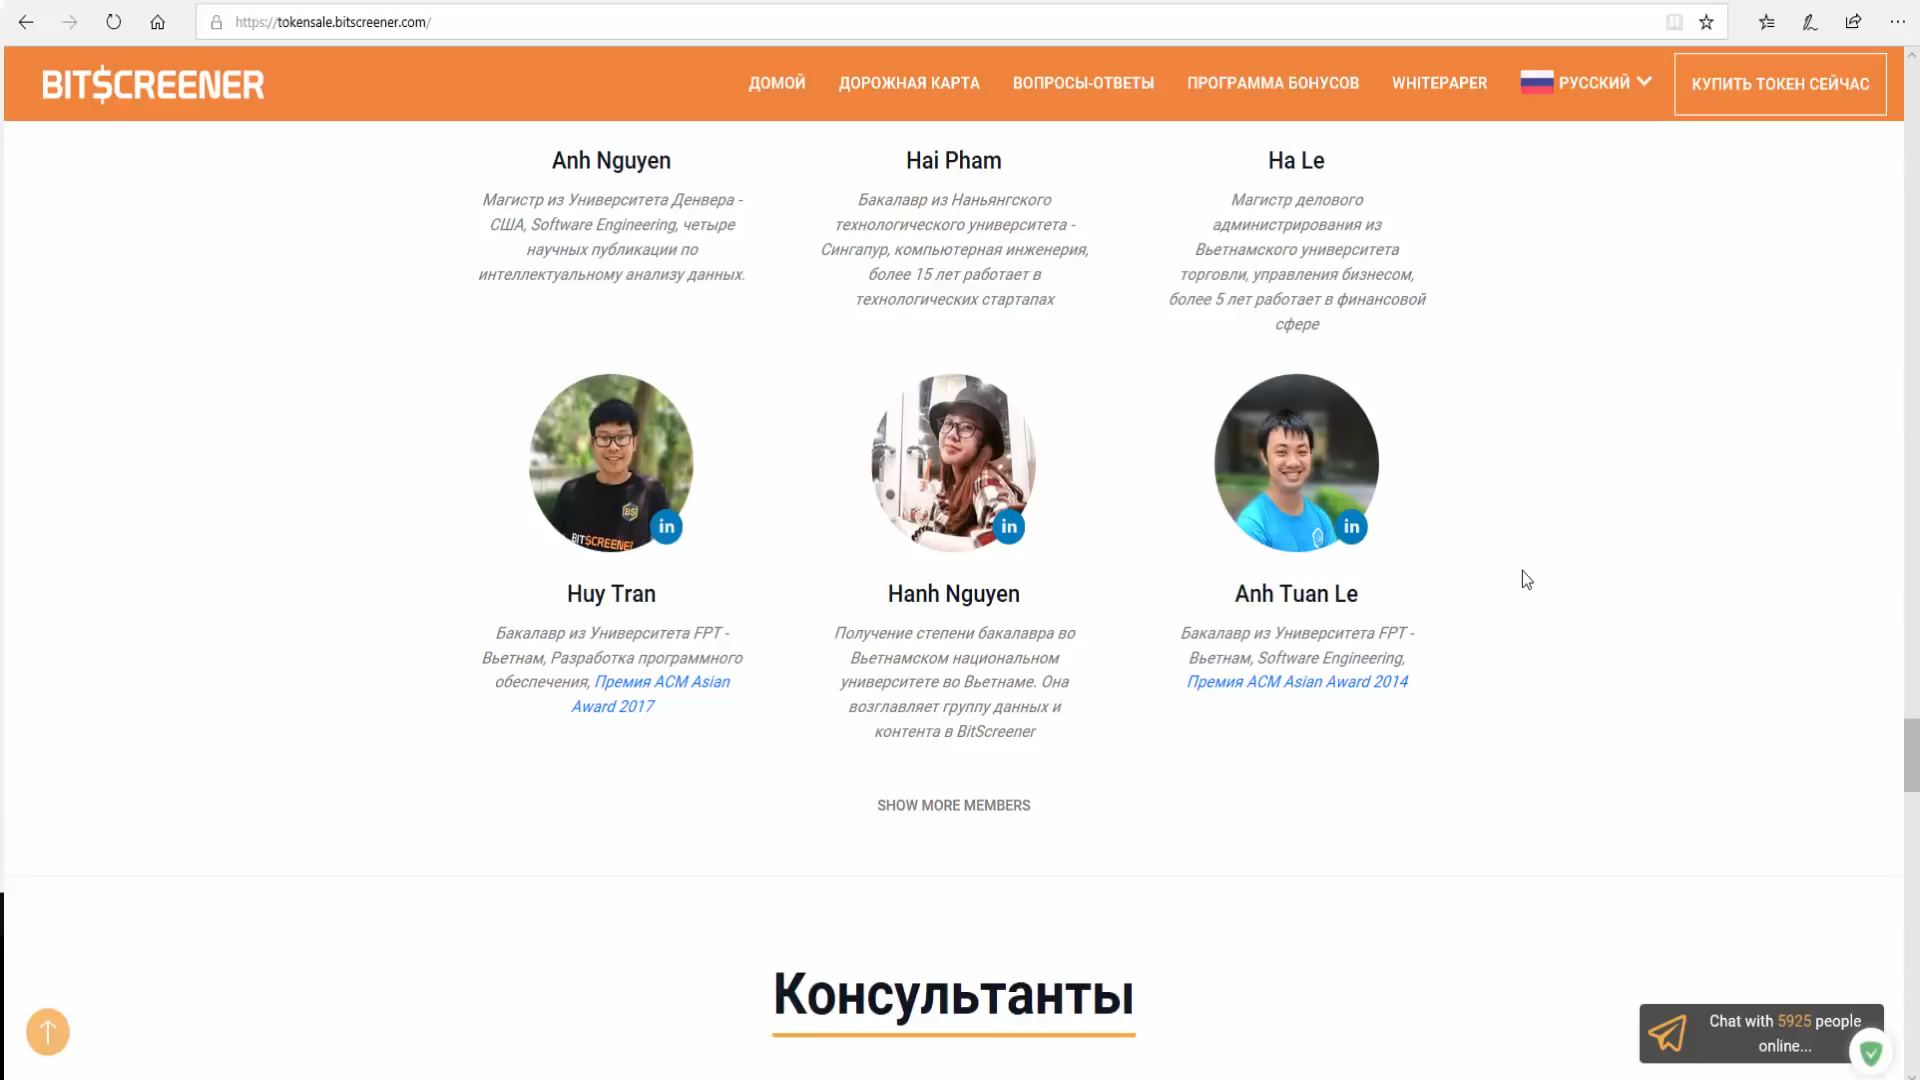 https://tokensale.bitscreener.com/
BIT$CREENER
ДОМОЙ
ДОРОЖНАЯ КАРТА
ВОПРОСЫ-ОТВЕТЫ
ПРОГРАММА БОНУСОВ
WHITEPAPER
РУССКИЙ
КУПИТЬ ТОКЕН СЕЙЧАС
Anh Nguyen
Магистр из Университета Денвера -
США, Software Engineering, четыре
научных публикации по
интеллектуальному анализу данных.
Hai Pham
Бакалавр из Наньянгского
технологического университета -
Сингапур, компьютерная инженерия,
более 15 лет работает в
технологических стартапах
Ha Le
Магистр делового
администрирования из
Вьетнамского университета
торговли, управления бизнесом,
более 5 лет работает в финансовой
сфере
B$
BIT$CREENER
in
in
in
Huy Tran
Бакалавр из Университета FPT -
Вьетнам, Разработка программного
обеспечения, Премия ACM Asian
Award 2017
Hanh Nguyen
Получение степени бакалавра во
Вьетнамском национальном
университете во Вьетнаме. Она
возглавляет группу данных и
контента в BitScreener
Anh Tuan Le
Бакалавр из Университета FPT -
Вьетнам, Software Engineering,
Премия ACM Asian Award 2014
SHOW MORE MEMBERS
Консультанты
Chat with 5925 people
online...